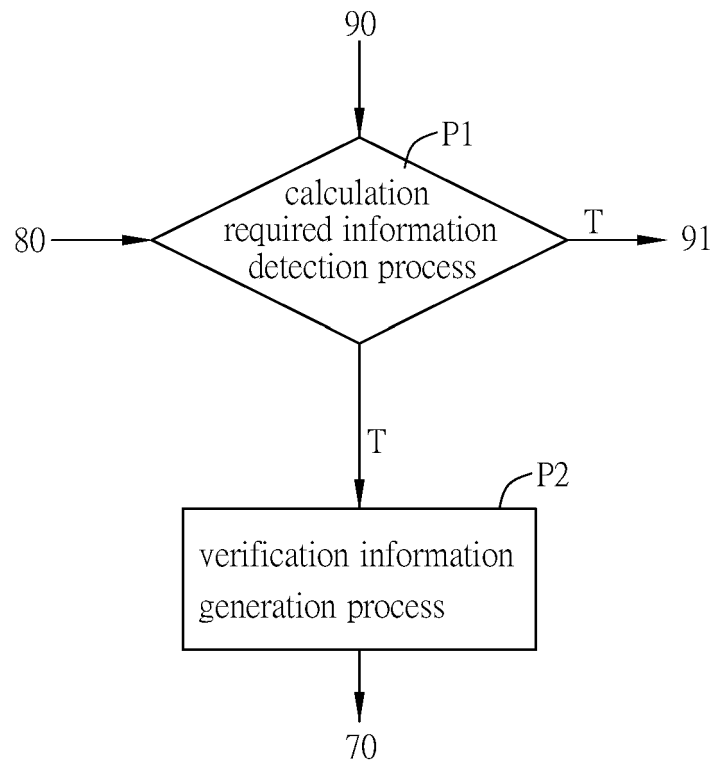 90
P1
calculation
required information
detection process
80
T
91
T
P2
verification information
generation process
70